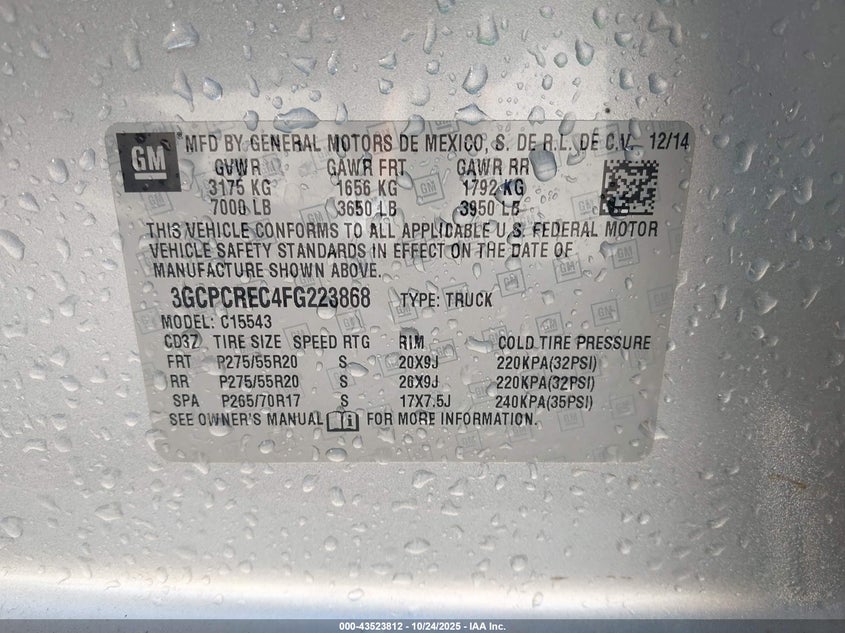 GM
® MFD BY GENERAL MOTORS DE MEXICO, S. DE R.L. DE C.V. 12/14
GVWR GAWR FRT GAWR RR
3175 KG 1656 KG 1792 KG
7000 LB 3650 LB 3950 LB
THIS VEHICLE CONFORMS TO ALL APPLICABLE U.S. FEDERAL MOTOR
VEHICLE SAFETY STANDARDS IN EFFECT ON THE DATE OF
MANUFACTURE SHOWN ABOVE.
3GCPCREC4FG223868 TYPE: TRUCK
MODEL: C15543
CD37 TIRE SIZE SPEED RTG RIM COLD TIRE PRESSURE
FRT P275/55R20 S 20X9J 220KPA(32PSI)
RR P275/55R20 S 20X9J 220KPA(32PSI)
SPA P265/70R17 S 17X7.5J 240KPA(35PSI)
SEE OWNER'S MANUAL FOR MORE INFORMATION.
000-43523812 - 10/24/2025 - IAA Inc.